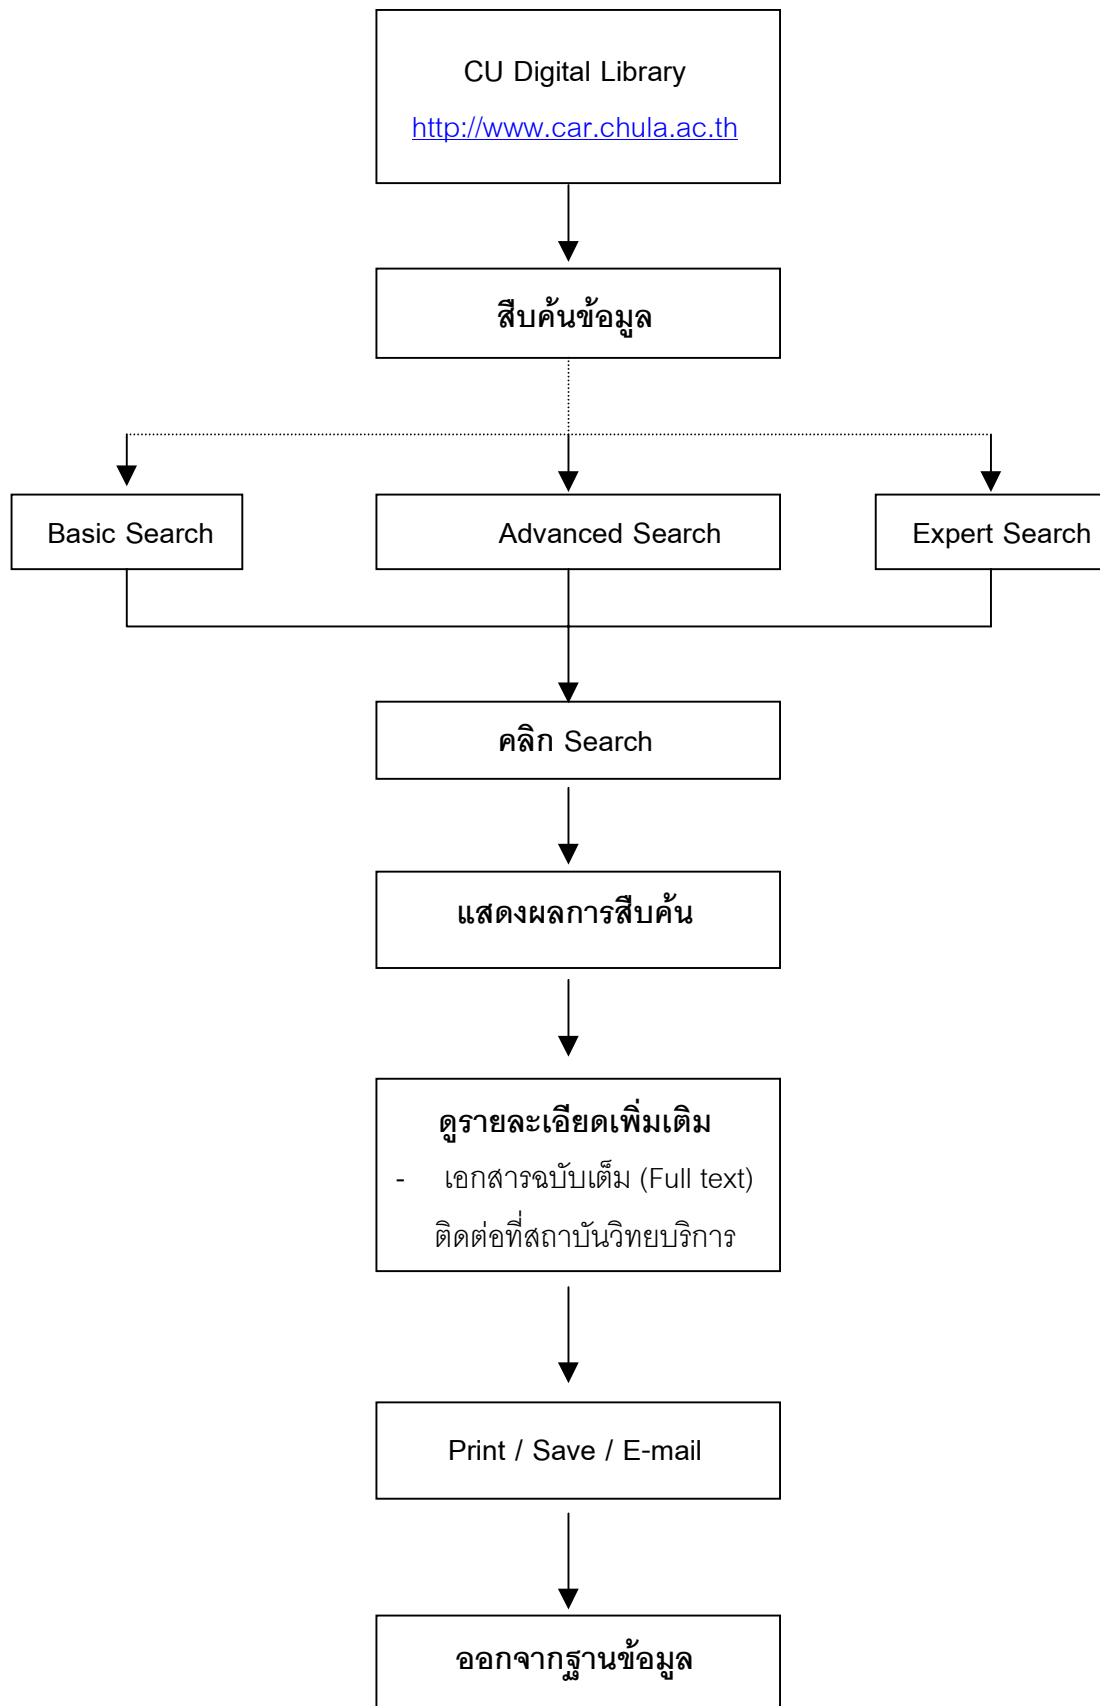 CU Digital Library
http://www.car.chula.ac.th
สืบค้นข้อมูล
Basic Search
Advanced Search
Expert Search
คลิก Search
แสดงผลการสืบค้น
ดูรายละเอียดเพิ่มเติม
- เอกสารฉบับเต็ม (Full text)
ติดต่อที่สถาบันวิทยบริการ
Print / Save / E-mail
ออกจากฐานข้อมูล